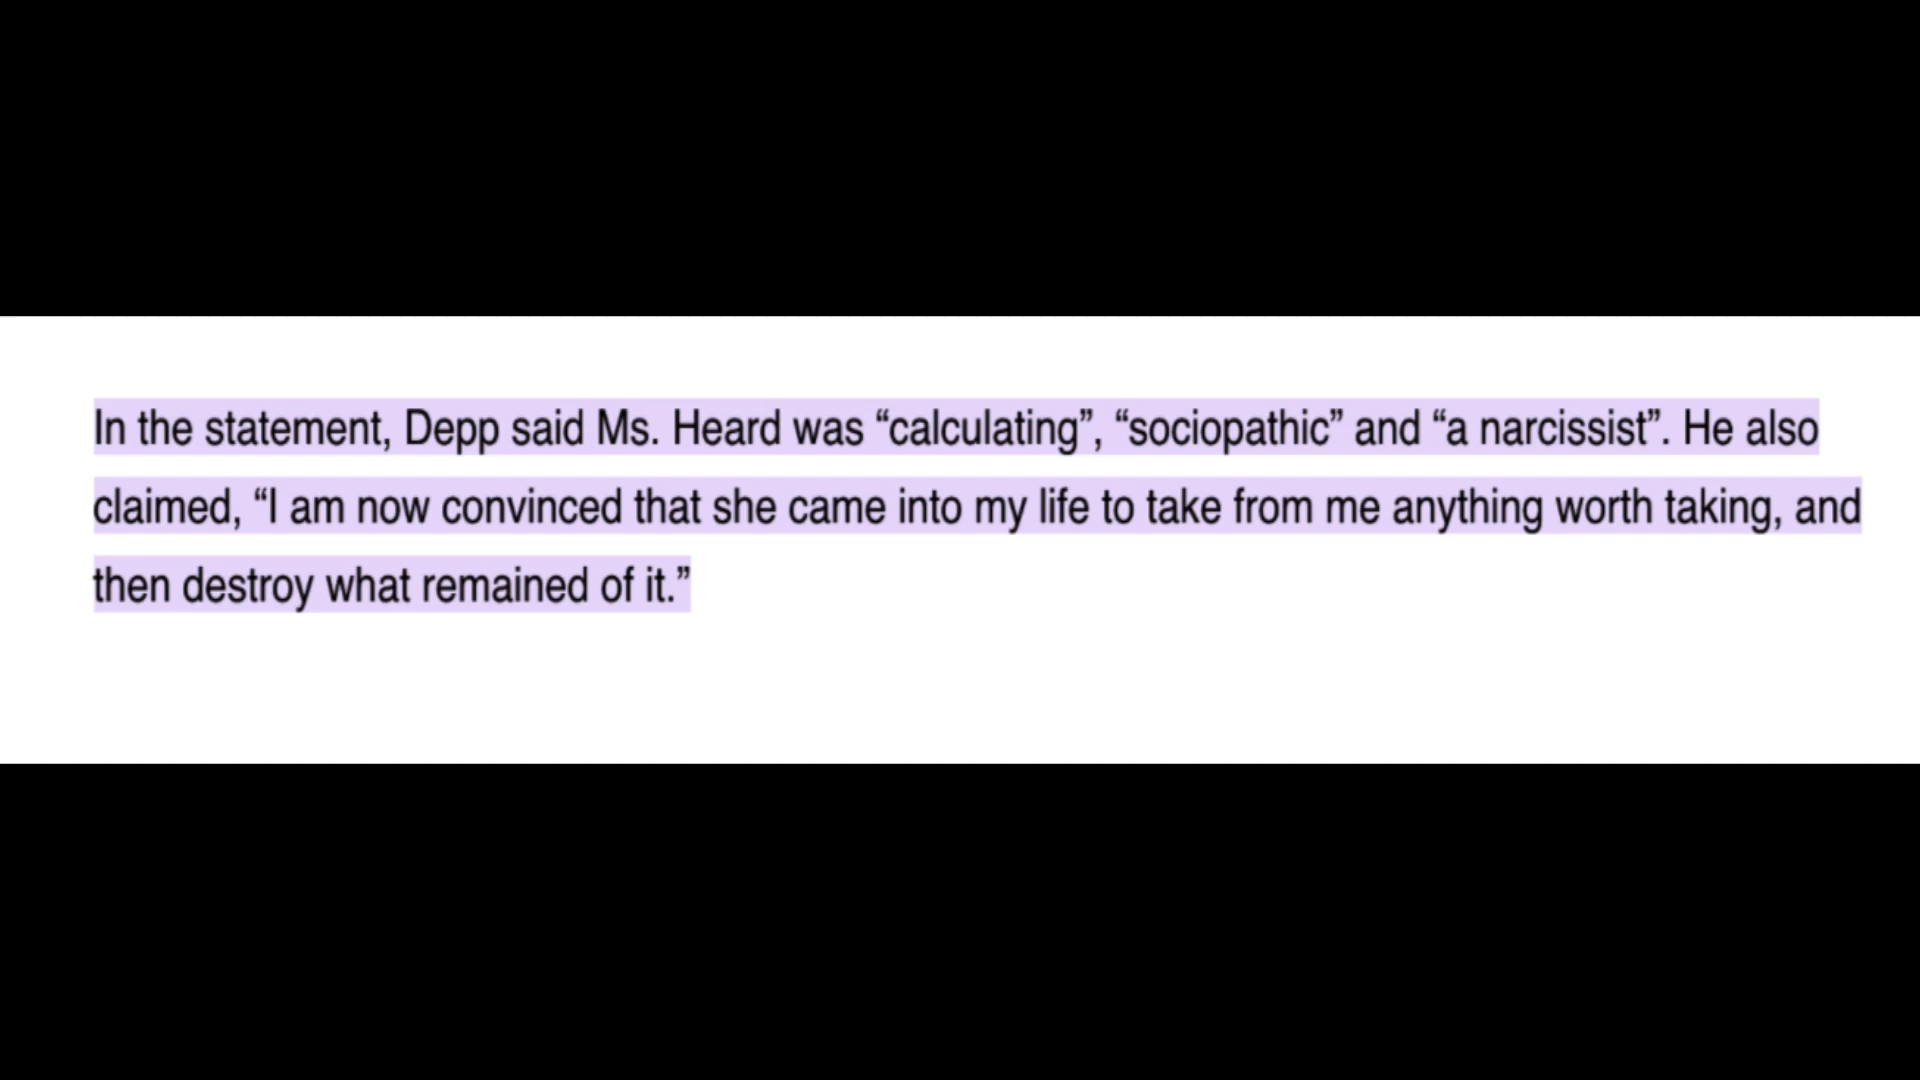 In the statement, Depp said Ms. Heard was “calculating”, “sociopathic” and “a narcissist”. He also
claimed, “I am now convinced that she came into my life to take from me anything worth taking, and
then destroy what remained of it.”